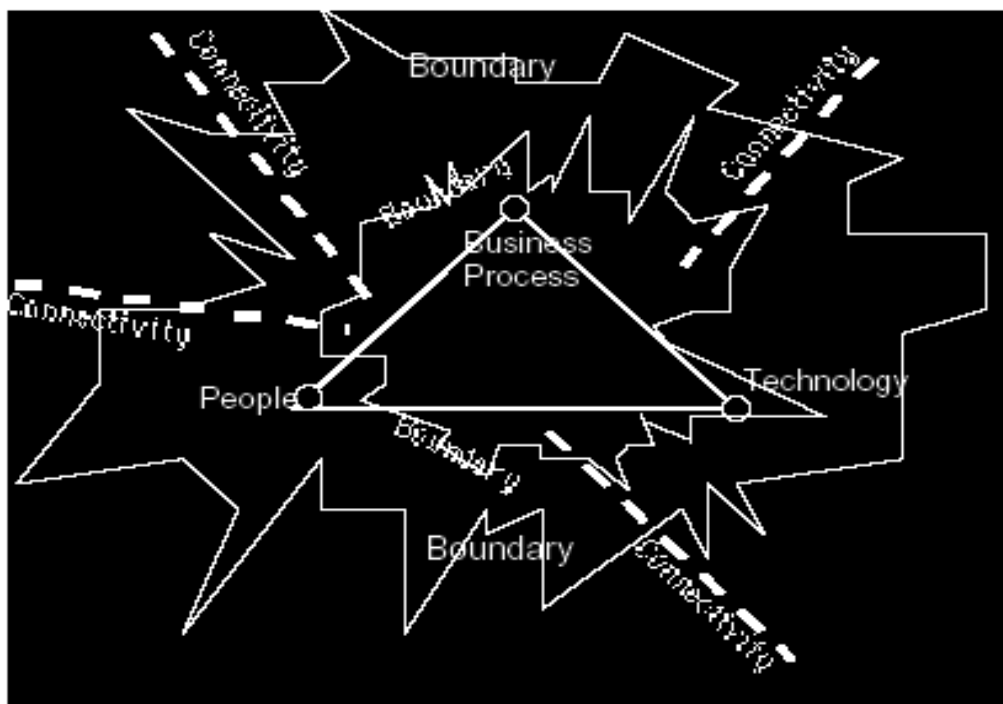 Boundary
Connectivity
Connectivity
Boundary
Business
Process
Connectivity
People
Technology
Boundary
Boundary
Connectivity